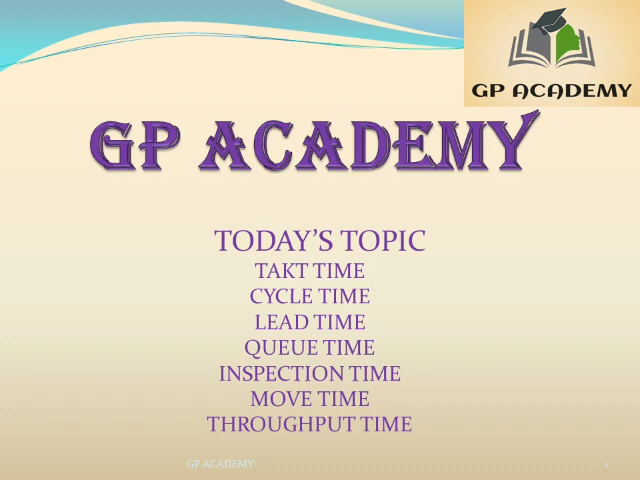 GP ACADEMY
GP ACADEMY
TODAY'S TOPIC
TAKT TIME
CYCLE TIME
LEAD TIME
QUEUE TIME
INSPECTION TIME
MOVE TIME
THROUGHPUT TIME
GP ACADEMY
1